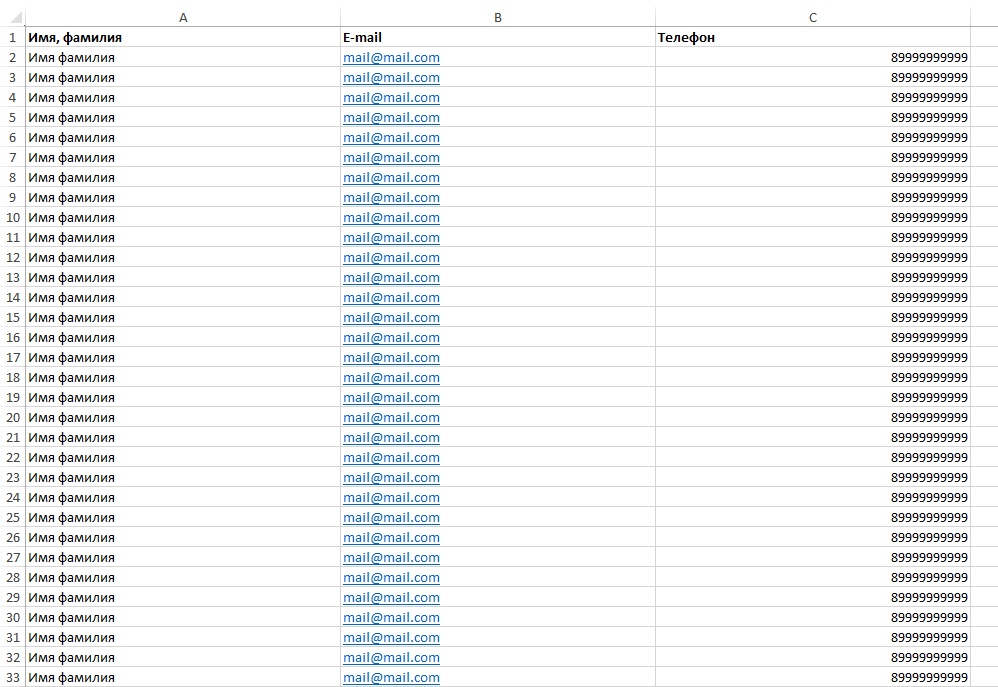 A B C
1 Имя, фамилия E-mail Телефон
2 Имя фамилия mail@mail.com 89999999999
3 Имя фамилия mail@mail.com 89999999999
4 Имя фамилия mail@mail.com 89999999999
5 Имя фамилия mail@mail.com 89999999999
6 Имя фамилия mail@mail.com 89999999999
7 Имя фамилия mail@mail.com 89999999999
8 Имя фамилия mail@mail.com 89999999999
9 Имя фамилия mail@mail.com 89999999999
10 Имя фамилия mail@mail.com 89999999999
11 Имя фамилия mail@mail.com 89999999999
12 Имя фамилия mail@mail.com 89999999999
13 Имя фамилия mail@mail.com 89999999999
14 Имя фамилия mail@mail.com 89999999999
15 Имя фамилия mail@mail.com 89999999999
16 Имя фамилия mail@mail.com 89999999999
17 Имя фамилия mail@mail.com 89999999999
18 Имя фамилия mail@mail.com 89999999999
19 Имя фамилия mail@mail.com 89999999999
20 Имя фамилия mail@mail.com 89999999999
21 Имя фамилия mail@mail.com 89999999999
22 Имя фамилия mail@mail.com 89999999999
23 Имя фамилия mail@mail.com 89999999999
24 Имя фамилия mail@mail.com 89999999999
25 Имя фамилия mail@mail.com 89999999999
26 Имя фамилия mail@mail.com 89999999999
27 Имя фамилия mail@mail.com 89999999999
28 Имя фамилия mail@mail.com 89999999999
29 Имя фамилия mail@mail.com 89999999999
30 Имя фамилия mail@mail.com 89999999999
31 Имя фамилия mail@mail.com 89999999999
32 Имя фамилия mail@mail.com 89999999999
33 Имя фамилия mail@mail.com 89999999999